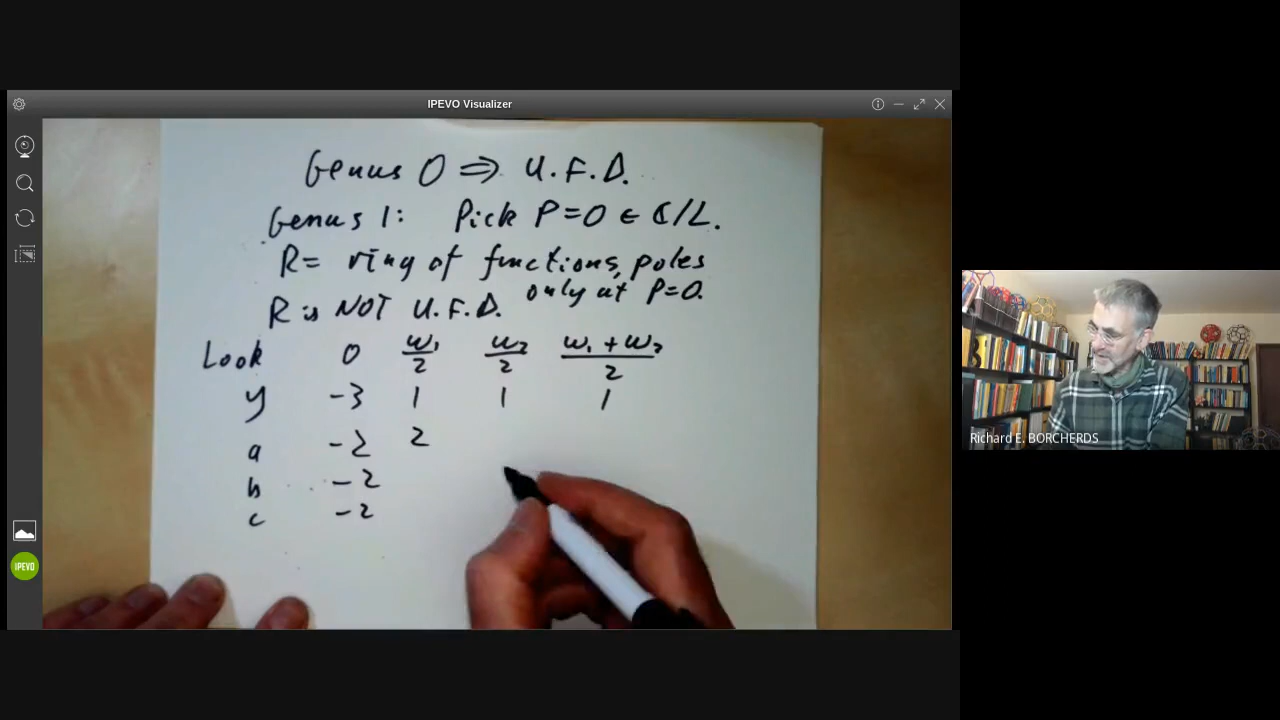 IPEVO Visualizer
Genus 0 ⇒ U.F.D.
Genus 1: Pick P=0 ∈ ℂ/L.
R= ring of functions, poles
only at P=0.
R is NOT U.F.D.
Look 0 ω₁/2 ω₂/2 (ω₁+ω₂)/2
y -3 1 1 1
a -2 2
b -2
c -2
iPEVO
Richard E. BORCHERDS